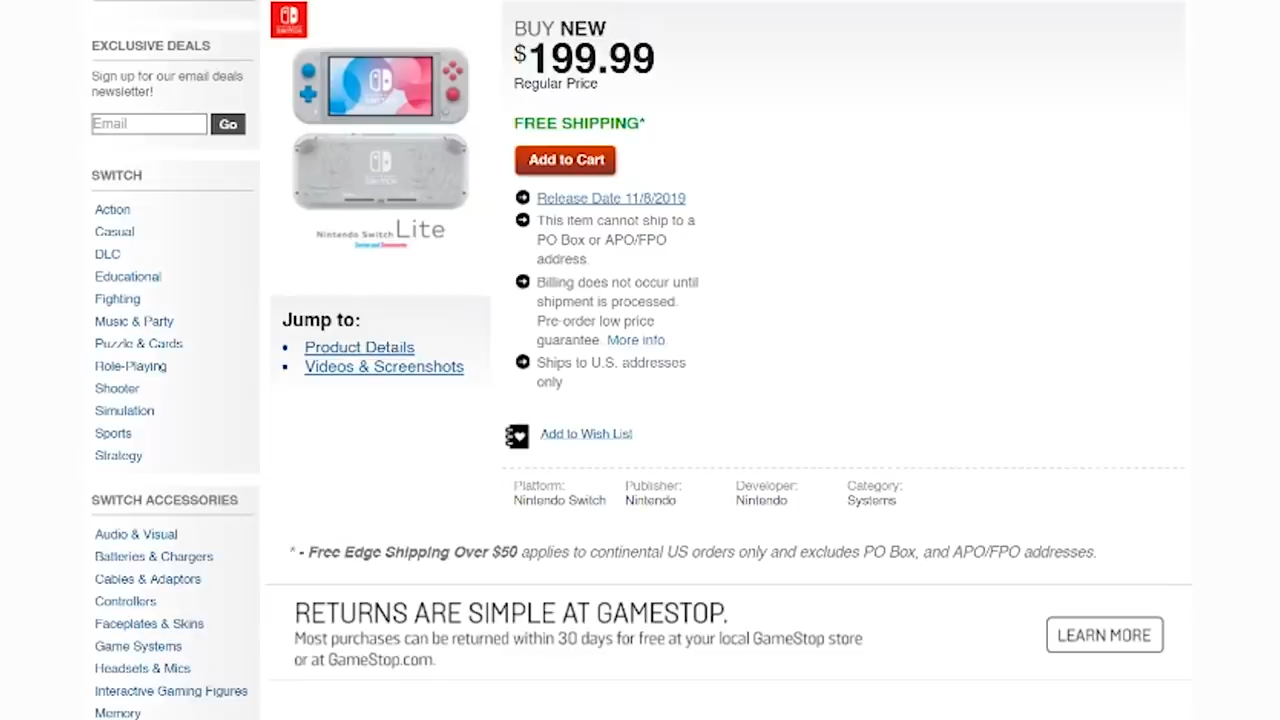 EXCLUSIVE DEALS
Sign up for our email deals
newsletter!
Email
Go
SWITCH
Action
Casual
DLC
Educational
Fighting
Music & Party
Puzzle & Cards
Role-Playing
Shooter
Simulation
Sports
Strategy
SWITCH ACCESSORIES
Audio & Visual
Batteries & Chargers
Cables & Adaptors
Controllers
Faceplates & Skins
Game Systems
Headsets & Mics
Interactive Gaming Figures
Memory
Nintendo Switch Lite
Jump to:
Product Details
Videos & Screenshots
BUY NEW
$199.99
Regular Price
FREE SHIPPING*
Add to Cart
Release Date 11/8/2019
This item cannot ship to a
PO Box or APO/FPO
address.
Billing does not occur until
shipment is processed.
Pre-order low price
guarantee. More info.
Ships to U.S. addresses
only
Add to Wish List
Platform: Publisher: Developer: Category:
Nintendo Switch Nintendo Nintendo Systems
* - Free Edge Shipping Over $50 applies to continental US orders only and excludes PO Box, and APO/FPO addresses.
RETURNS ARE SIMPLE AT GAMESTOP.
Most purchases can be returned within 30 days for free at your local GameStop store
or at GameStop.com.
LEARN MORE